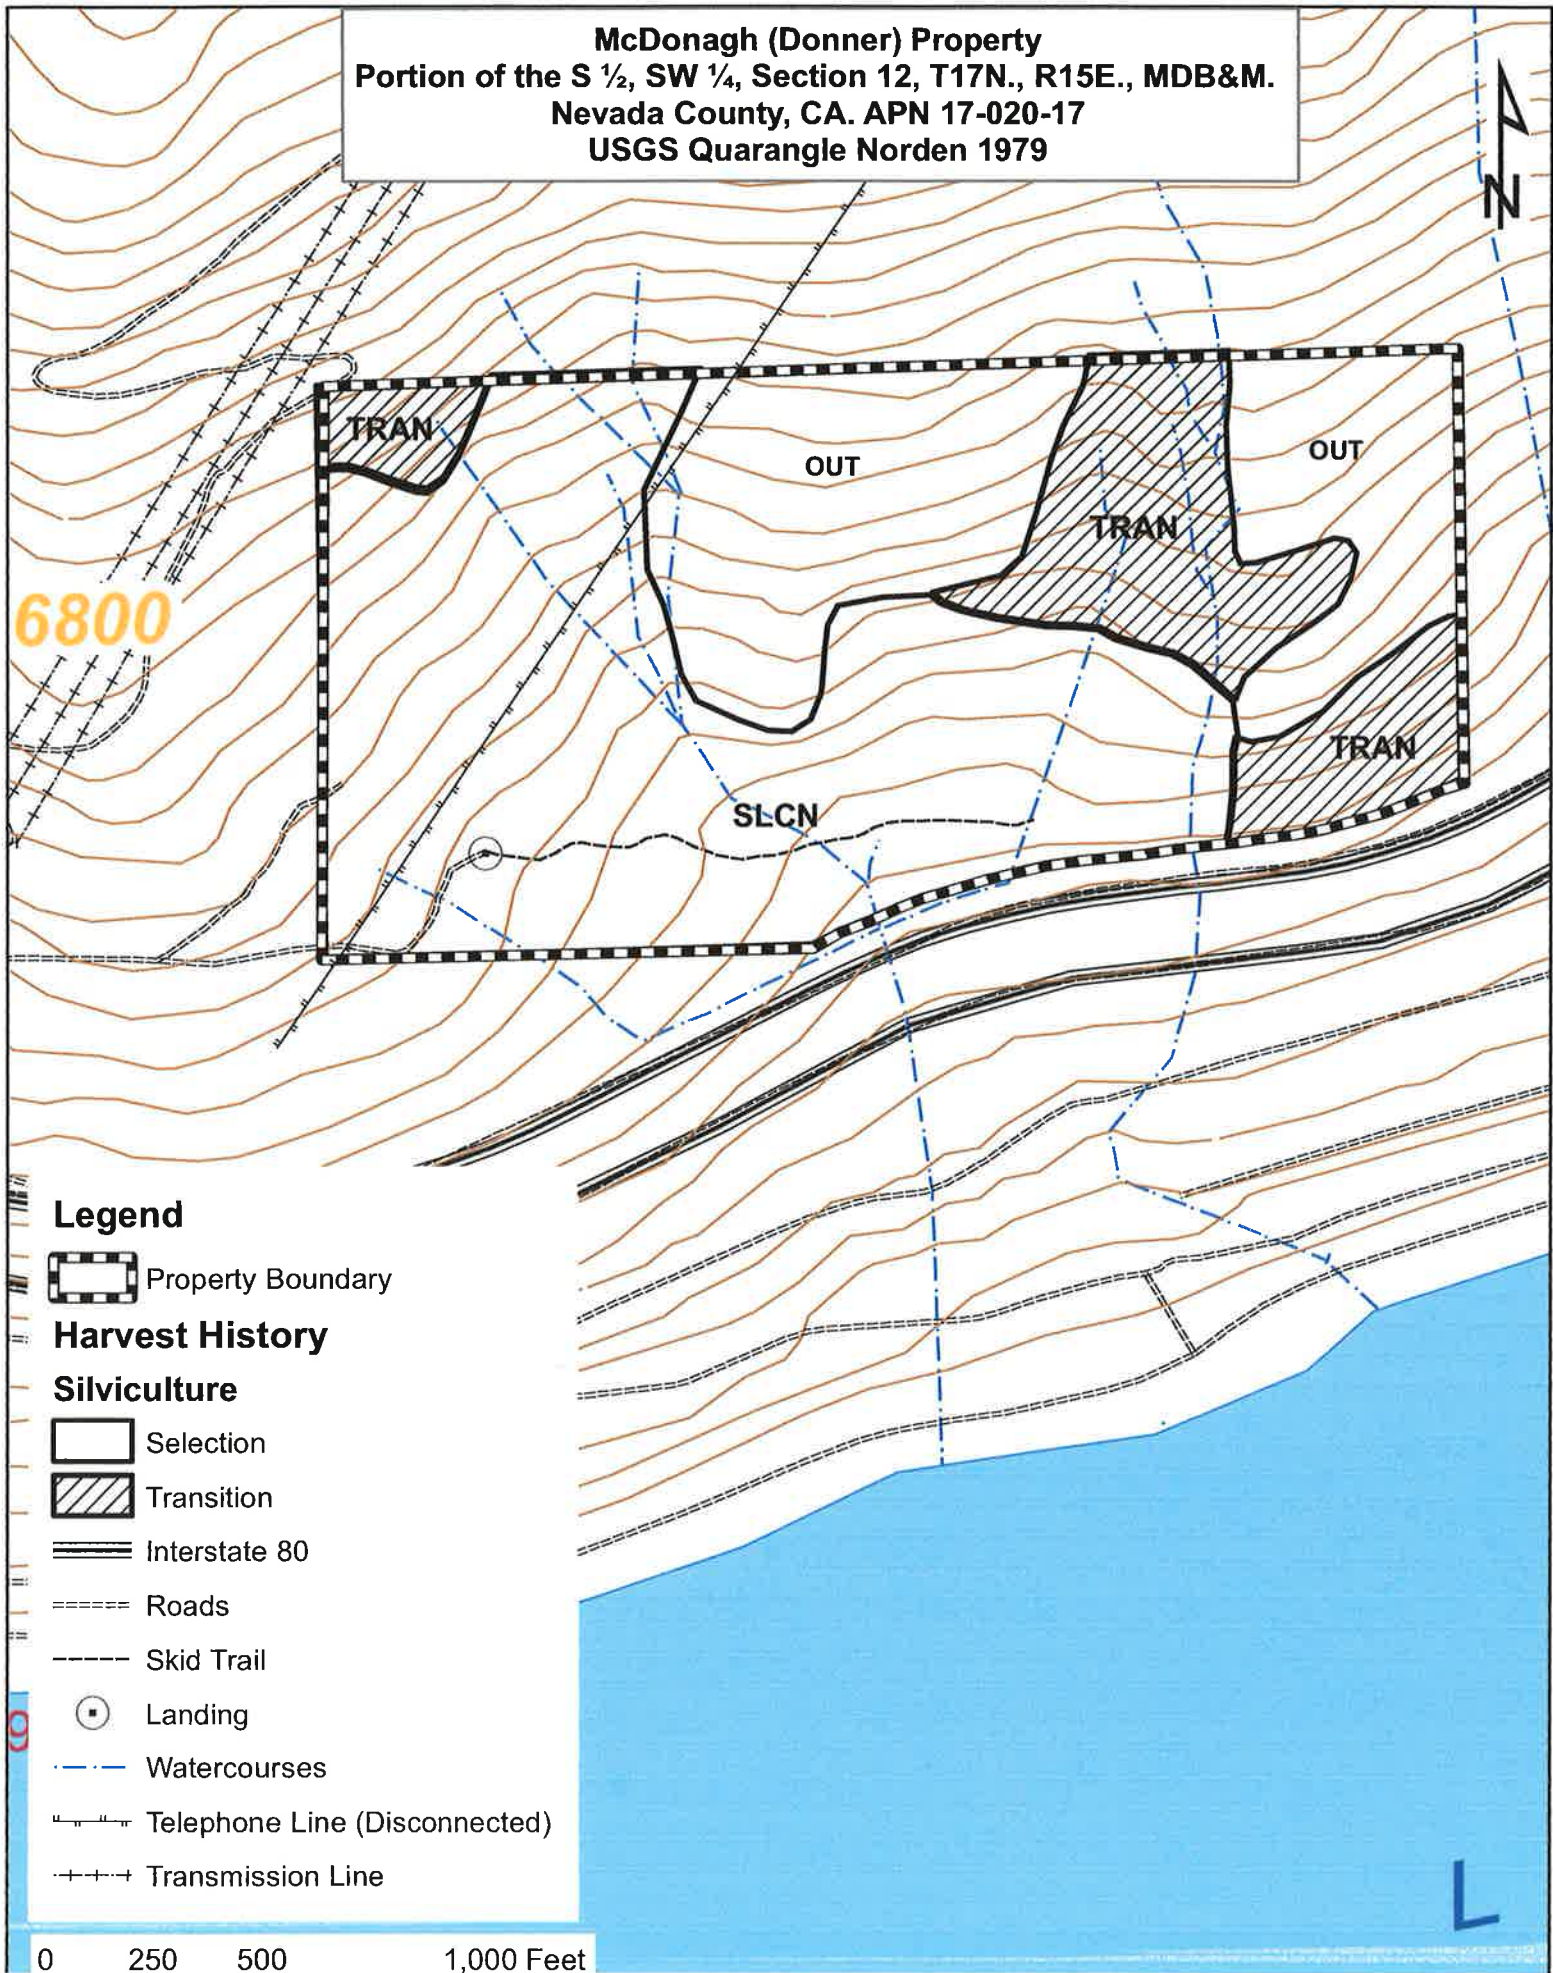 McDonagh (Donner) Property
Portion of the S ½, SW ¼, Section 12, T17N., R15E., MDB&M.
Nevada County, CA. APN 17-020-17
USGS Quarangle Norden 1979
N
TRAN
OUT
OUT
TRAN
6800
TRAN
SLCN
Legend
Property Boundary
Harvest History
Silviculture
Selection
Transition
Interstate 80
Roads
Skid Trail
Landing
9
Watercourses
Telephone Line (Disconnected)
Transmission Line
L
0 250 500 1,000 Feet